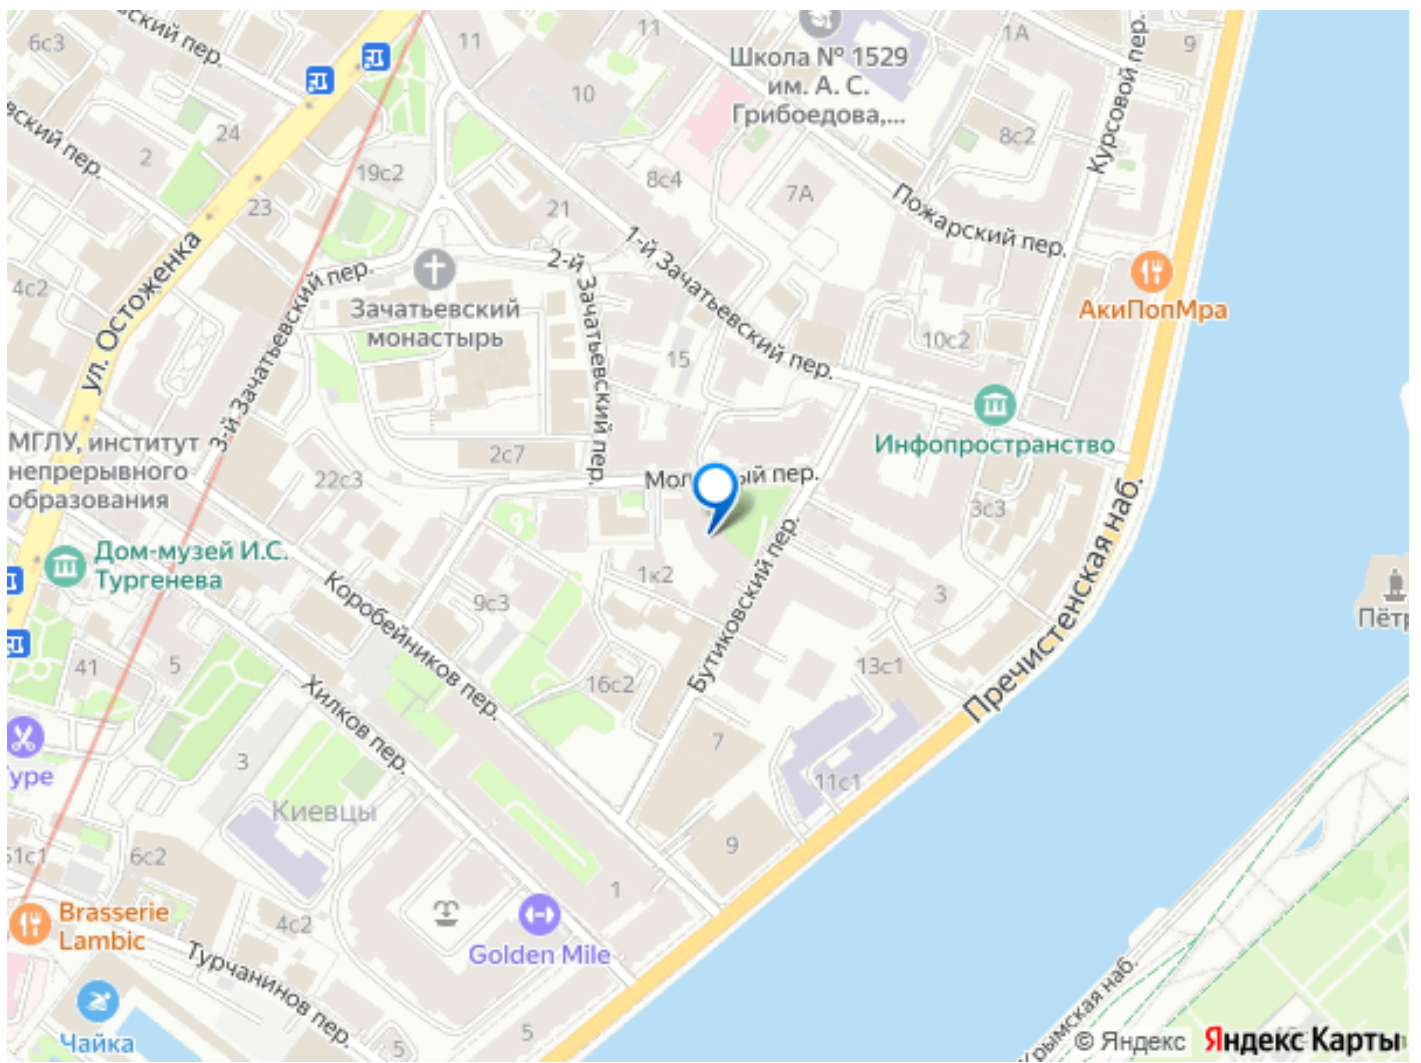 6с3
ский пер.
11
11
1А
9
Школа № 1529
им. А. С.
Грибоедова,...
Курсовой пер.
10
24
вский пер.
2
19с2
8с4
7А
8с2
23
21
Пожарский пер.
4с2
ул. Остоженка
3-й Зачатьевский пер.
Зачатьевский
монастырь
2-й Зачатьевский пер.
1-й Зачатьевский пер.
АкиПопМра
10с2
15
Инфопространство
МГЛУ, институт
непрерывного
образования
22с3
2с7
Мол
ый пер.
3с3
Пречистенская наб.
Дом-музей И.С.
Тургенева
Коробейников пер.
9с3
1к2
Бутиковский пер.
3
Пётр
41
5
16с2
13с1
Хилков пер.
7
11с1
3
Киевцы
уре
51с1
6с2
9
1
Brasserie
Lambic
4с2
Golden Mile
Турчанинов пер.
Чайка
5
5
Крымская наб.
© Яндекс
Яндекс Карты